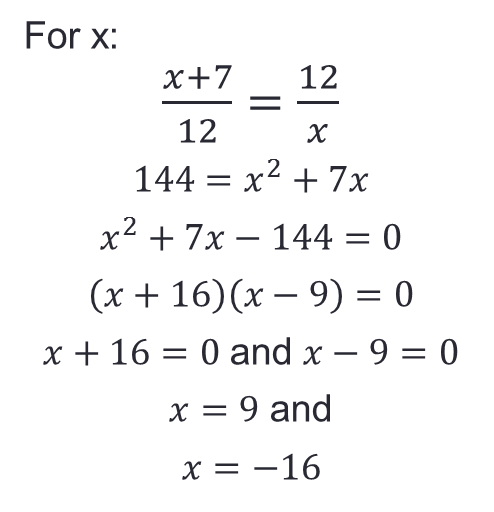 For x:
x+7/12 = 12/x
144 = x² + 7x
x² + 7x − 144 = 0
(x + 16)(x − 9) = 0
x + 16 = 0 and x − 9 = 0
x = 9 and
x = −16